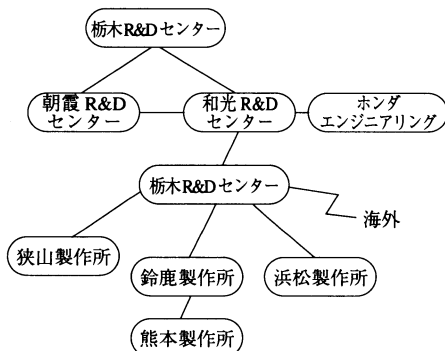 栃木R&Dセンター
朝霞R&D
センター
和光R&D
センター
ホンダ
エンジニアリング
栃木R&Dセンター
海外
狭山製作所
鈴鹿製作所
浜松製作所
熊本製作所